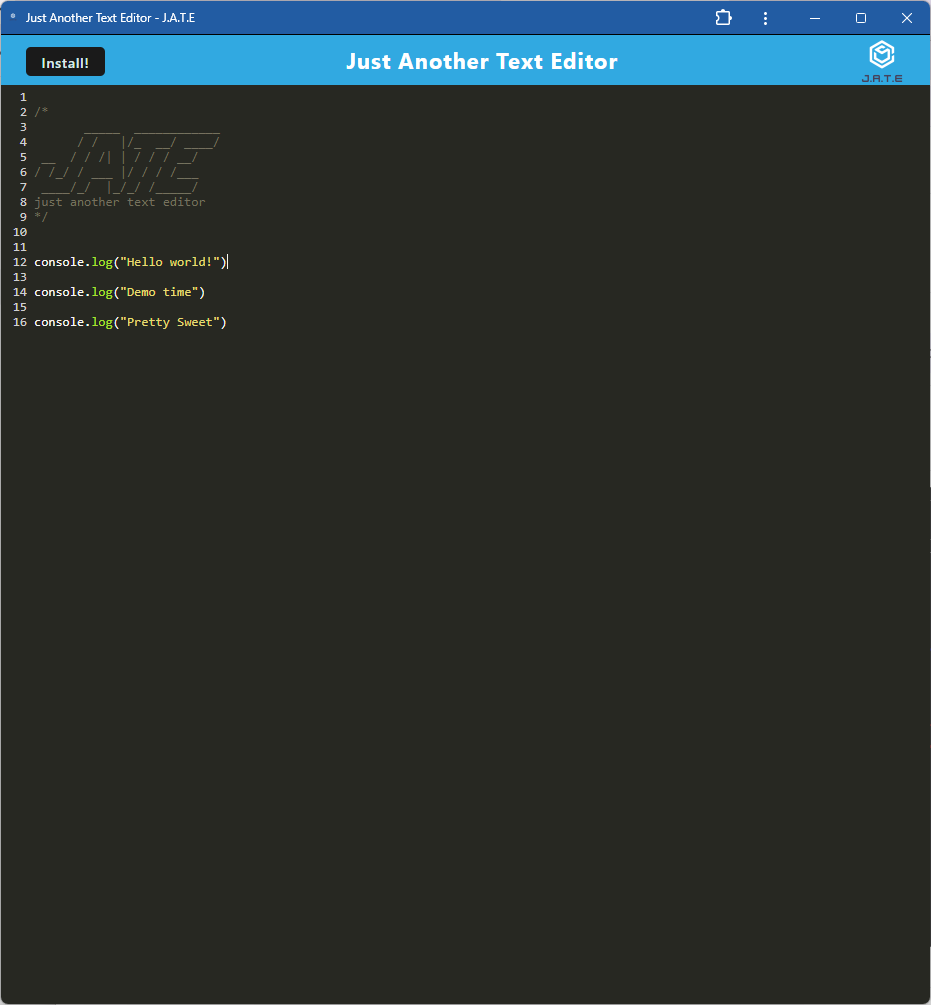 Just Another Text Editor - J.A.T.E
Install!
Just Another Text Editor
J.A.T.E
1
2 /*
3        _____  ____________
4       / /   |/_  __/ ____/
5  __  / / /| | / / / __/
6 / /_/ / ___ |/ / / /___
7  ____/_/  |_/_/ /_____/
8 just another text editor
9 */
10
11
12 console.log("Hello world!")
13
14 console.log("Demo time")
15
16 console.log("Pretty Sweet")